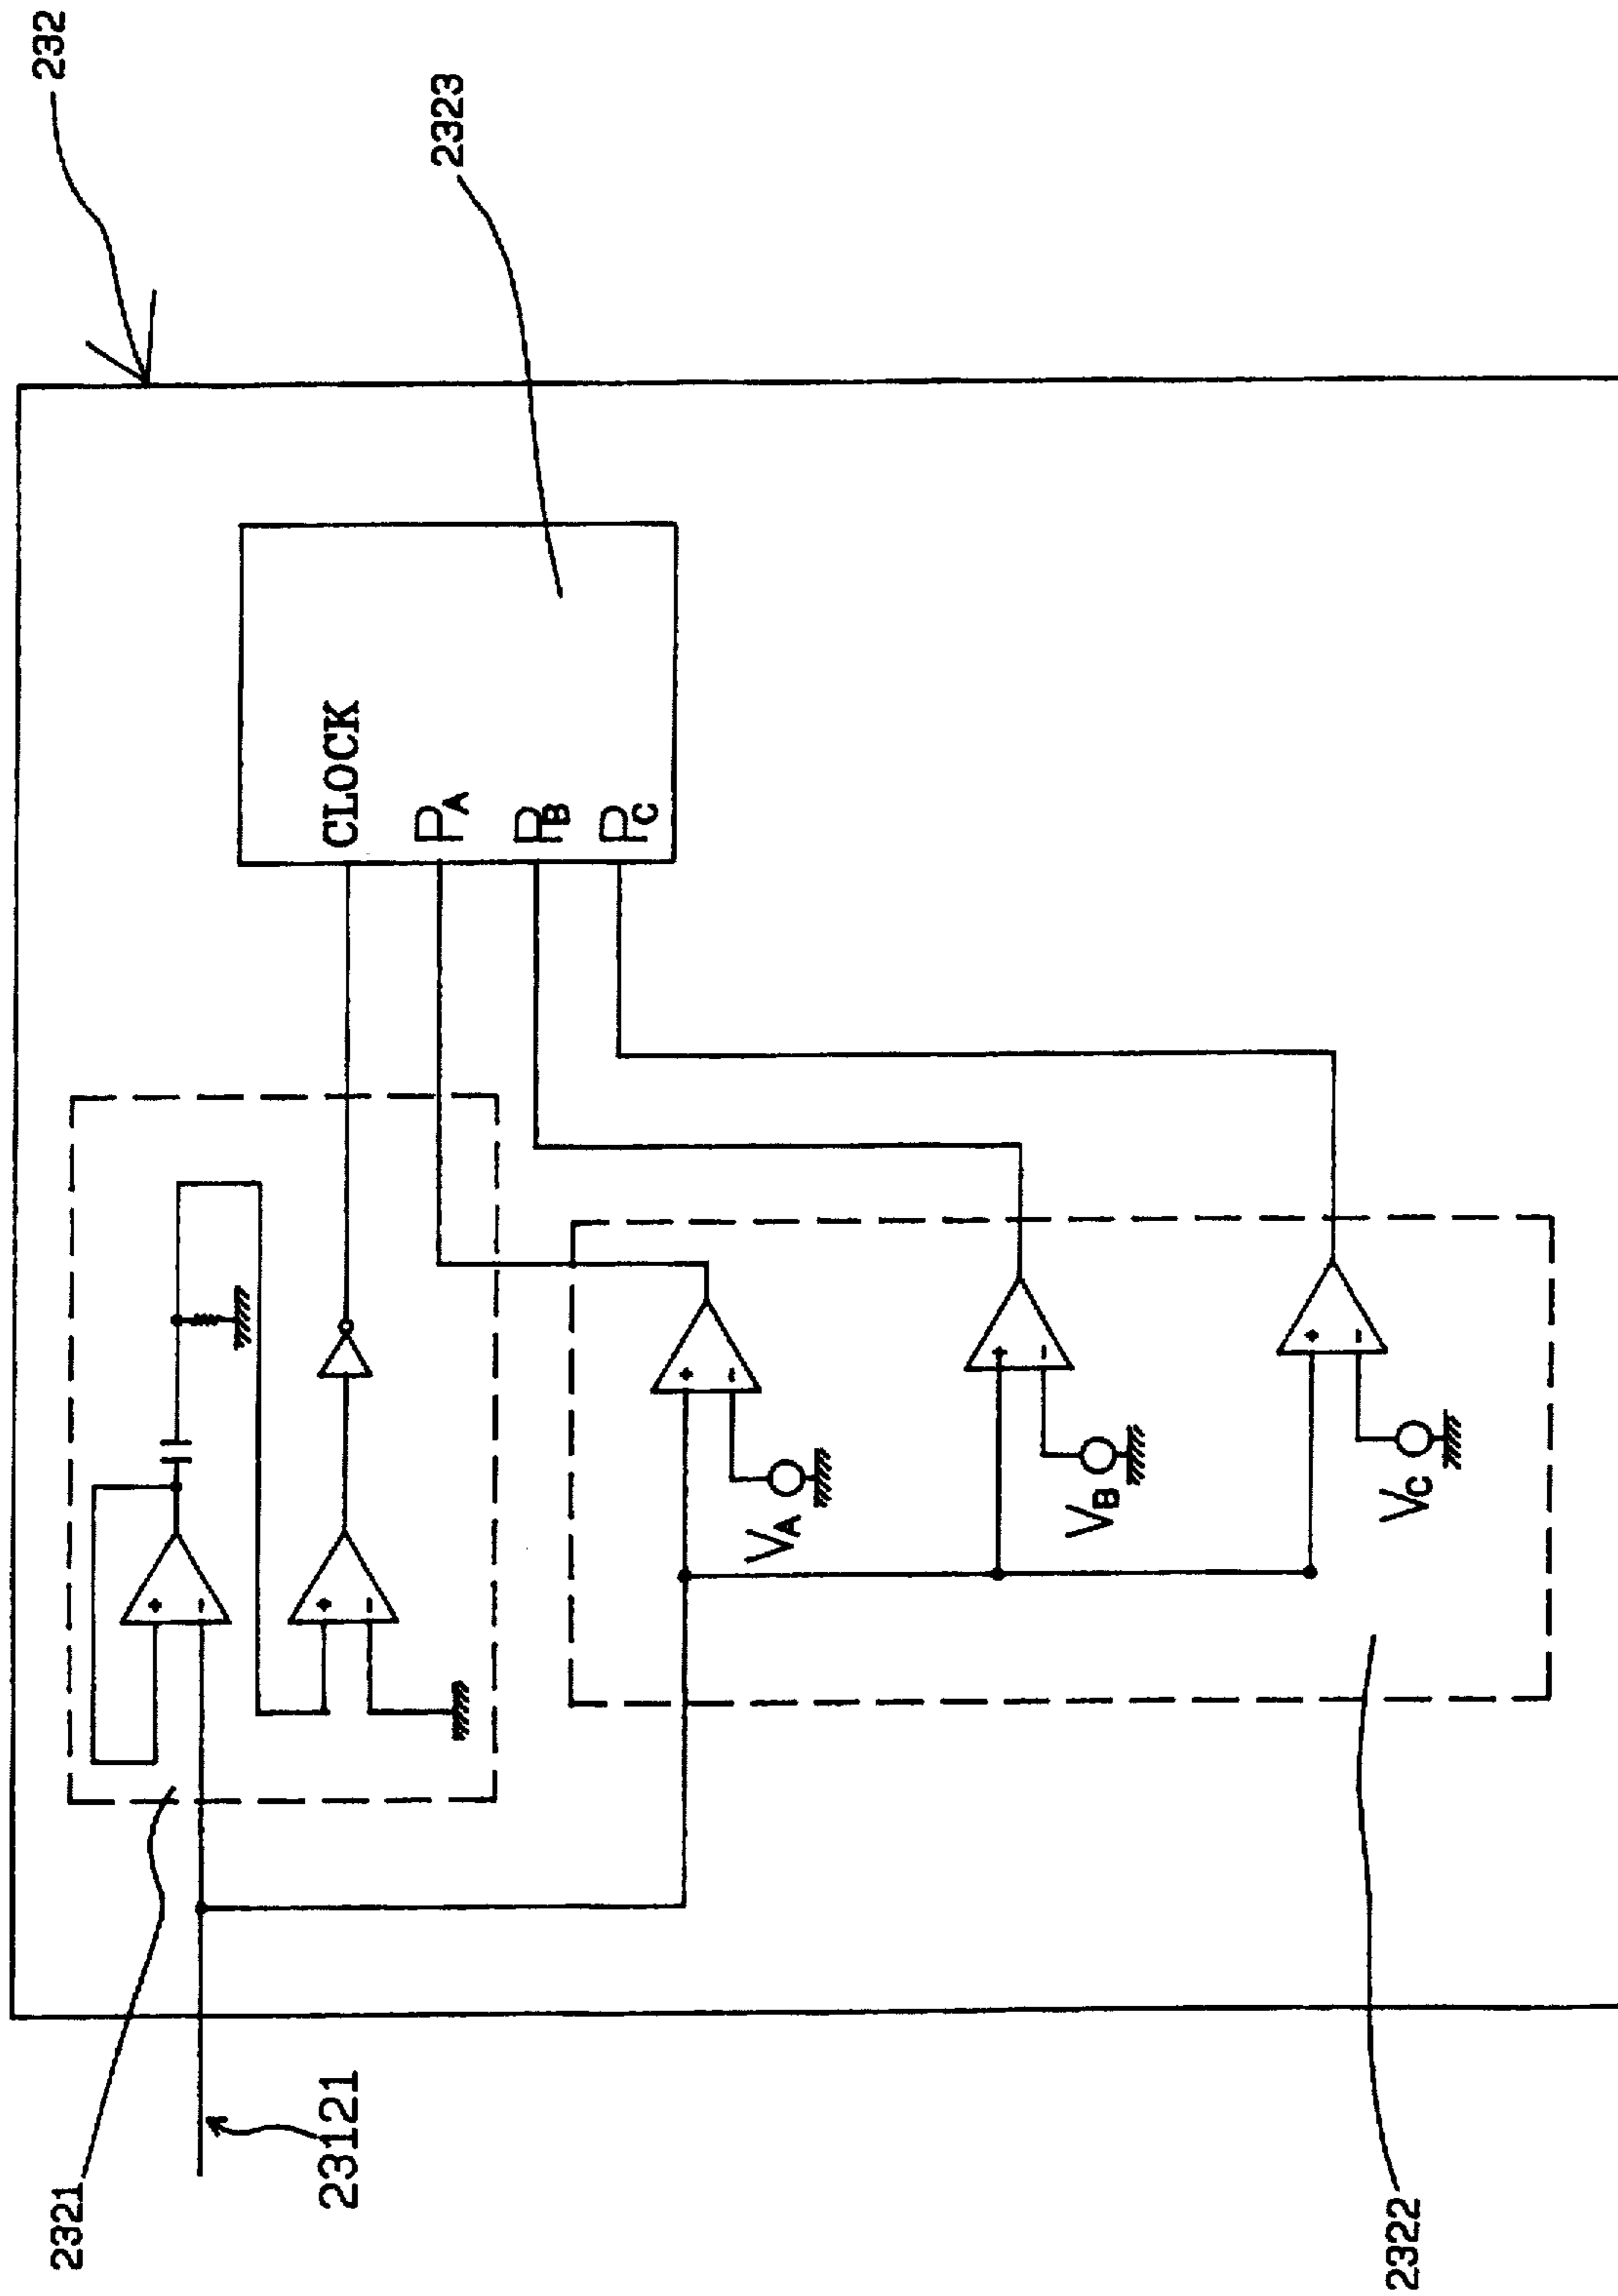 232
2323
CLOCK
PA
PB
PC
+
-
+
-
+
-
VA
+
-
VB
+
-
VC
2321
23121
2322